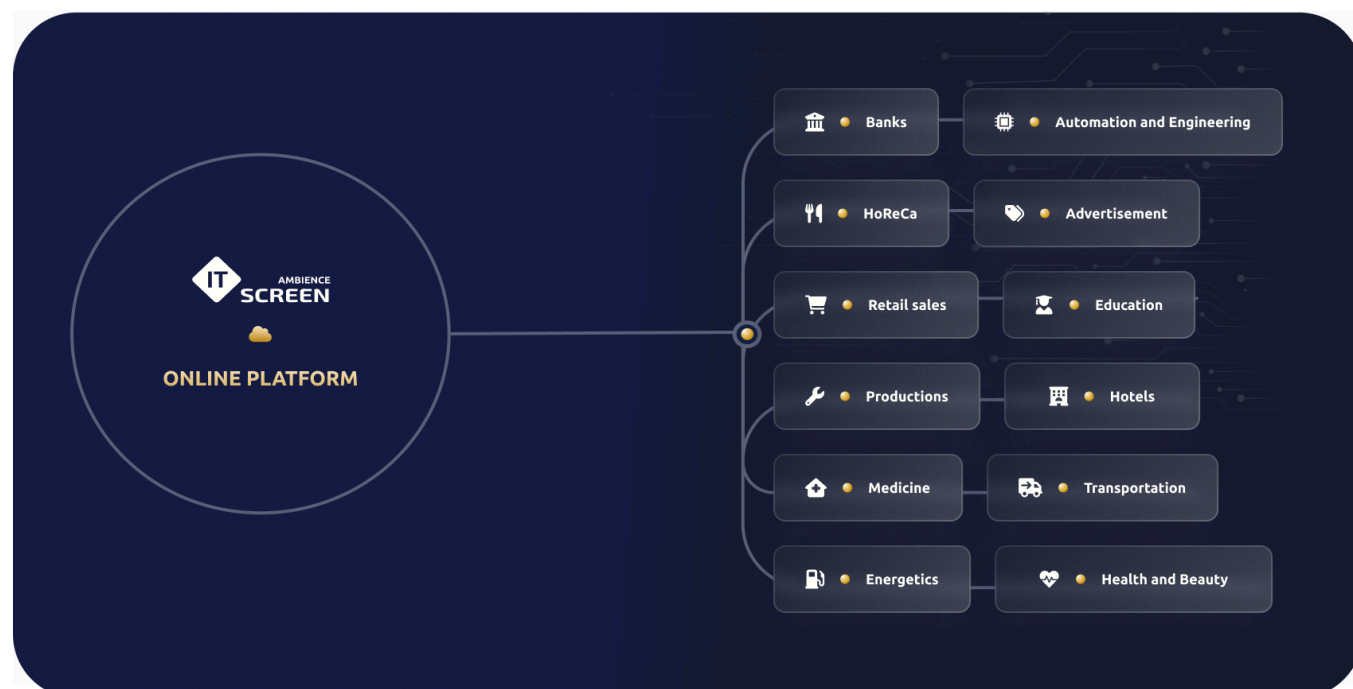 IT
AMBIENCE
SCREEN
ONLINE PLATFORM
Banks
Automation and Engineering
HoReCa
Advertisement
Retail sales
Education
Productions
Hotels
Medicine
Transportation
Energetics
Health and Beauty